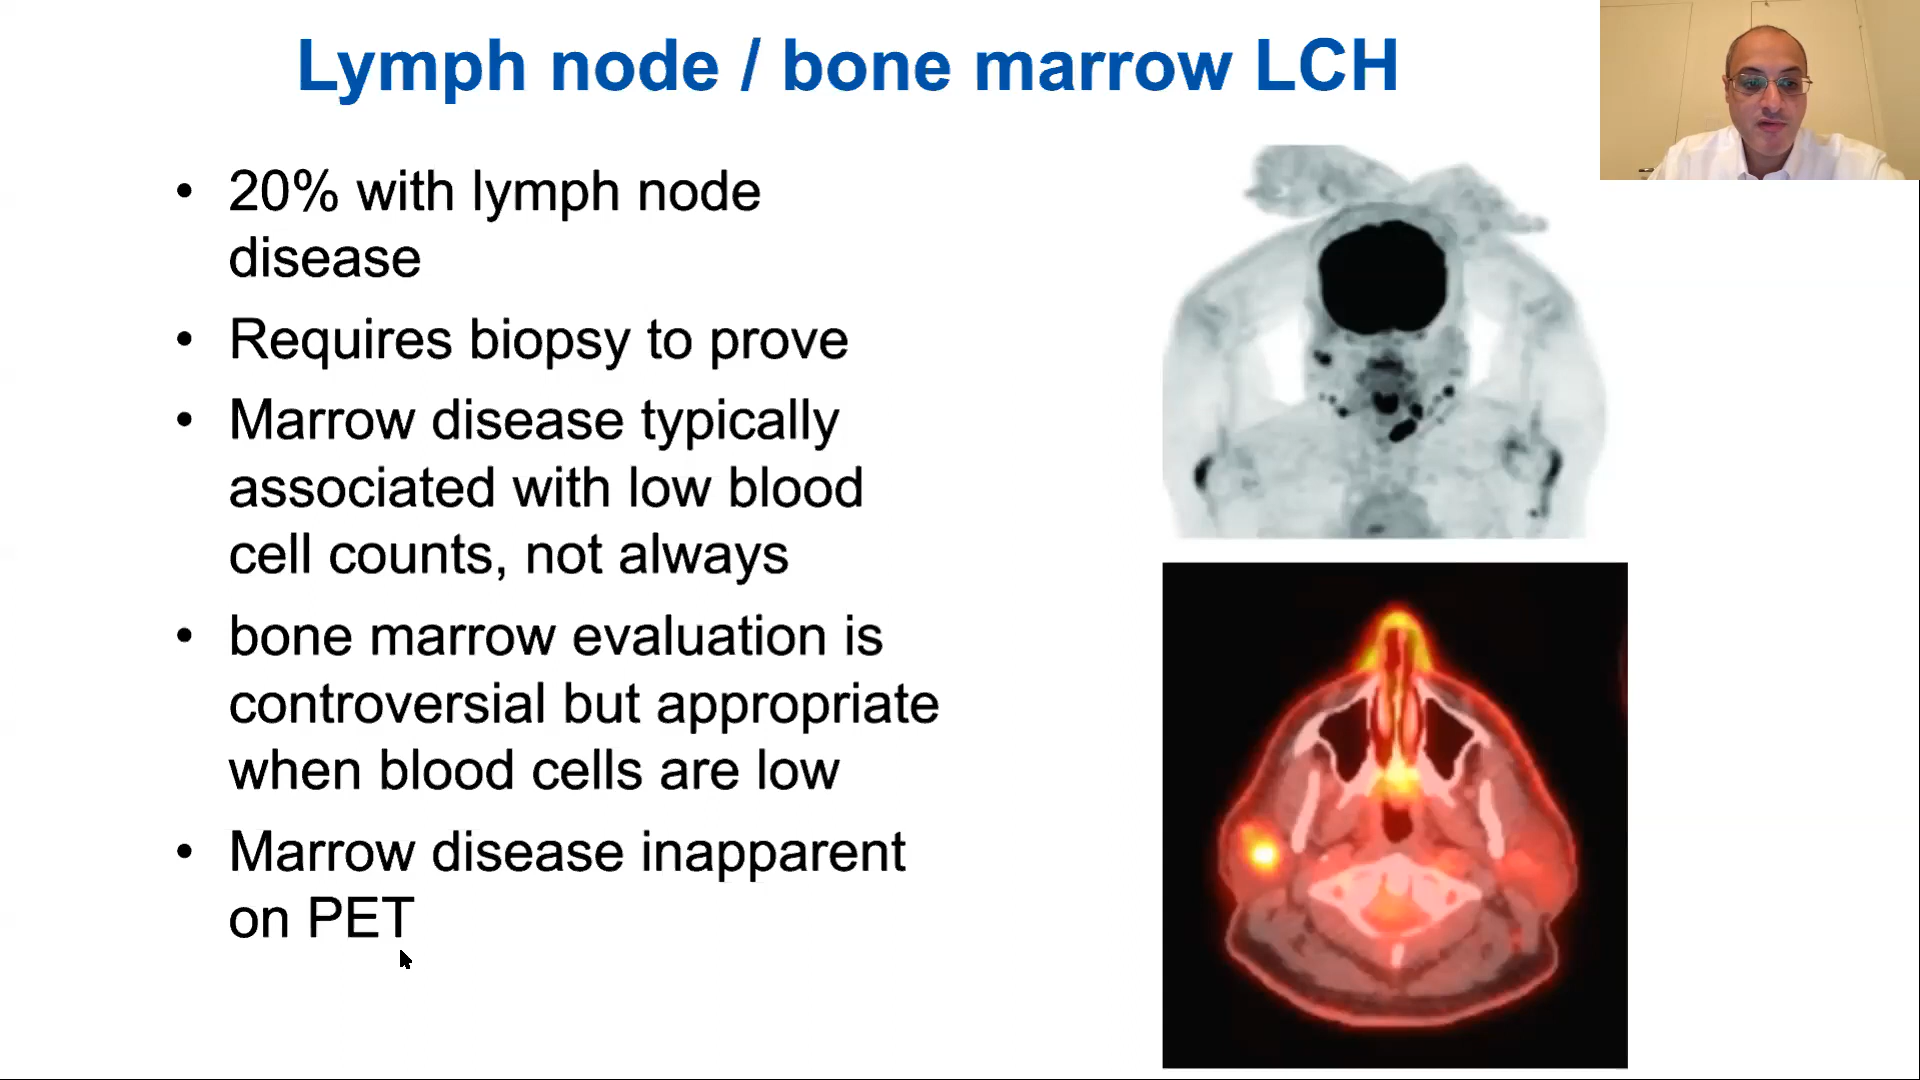 Lymph node / bone marrow LCH
• 20% with lymph node
disease
• Requires biopsy to prove
• Marrow disease typically
associated with low blood
cell counts, not always
• bone marrow evaluation is
controversial but appropriate
when blood cells are low
• Marrow disease inapparent
on PET